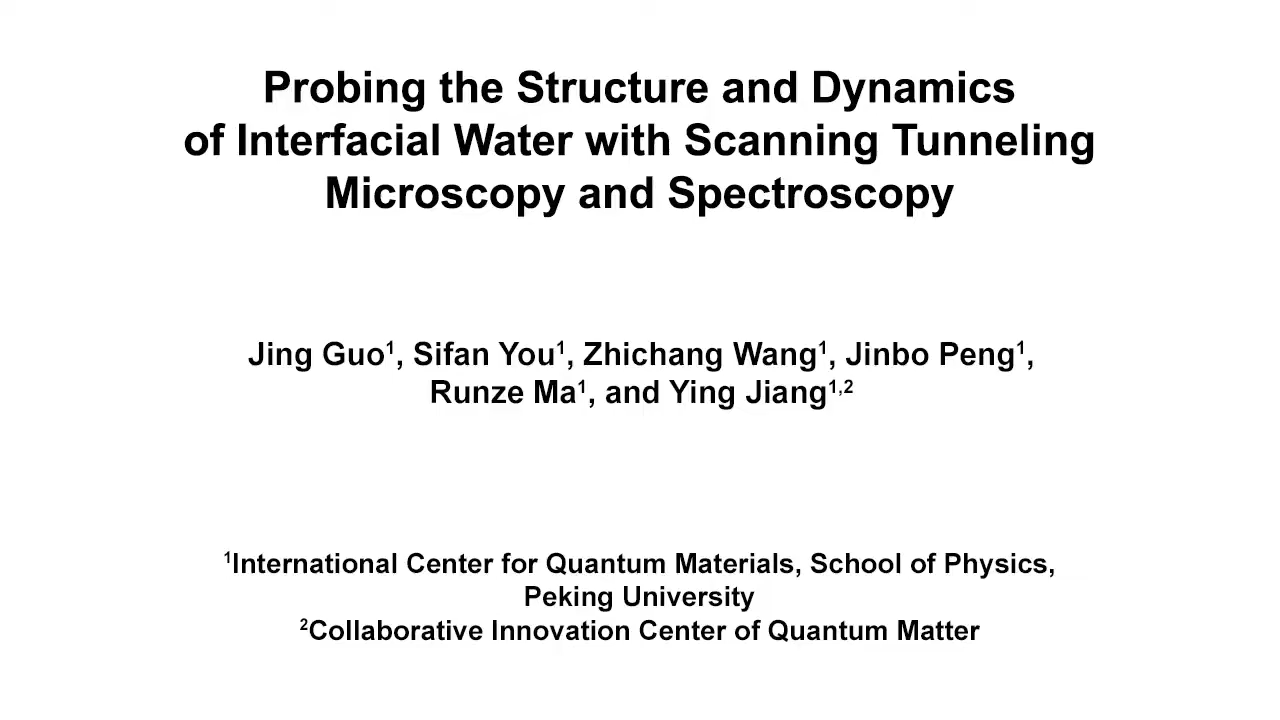 Probing the Structure and Dynamics
of Interfacial Water with Scanning Tunneling
Microscopy and Spectroscopy
Jing Guo¹, Sifan You¹, Zhichang Wang¹, Jinbo Peng¹,
Runze Ma¹, and Ying Jiang¹,²
¹International Center for Quantum Materials, School of Physics,
Peking University
²Collaborative Innovation Center of Quantum Matter